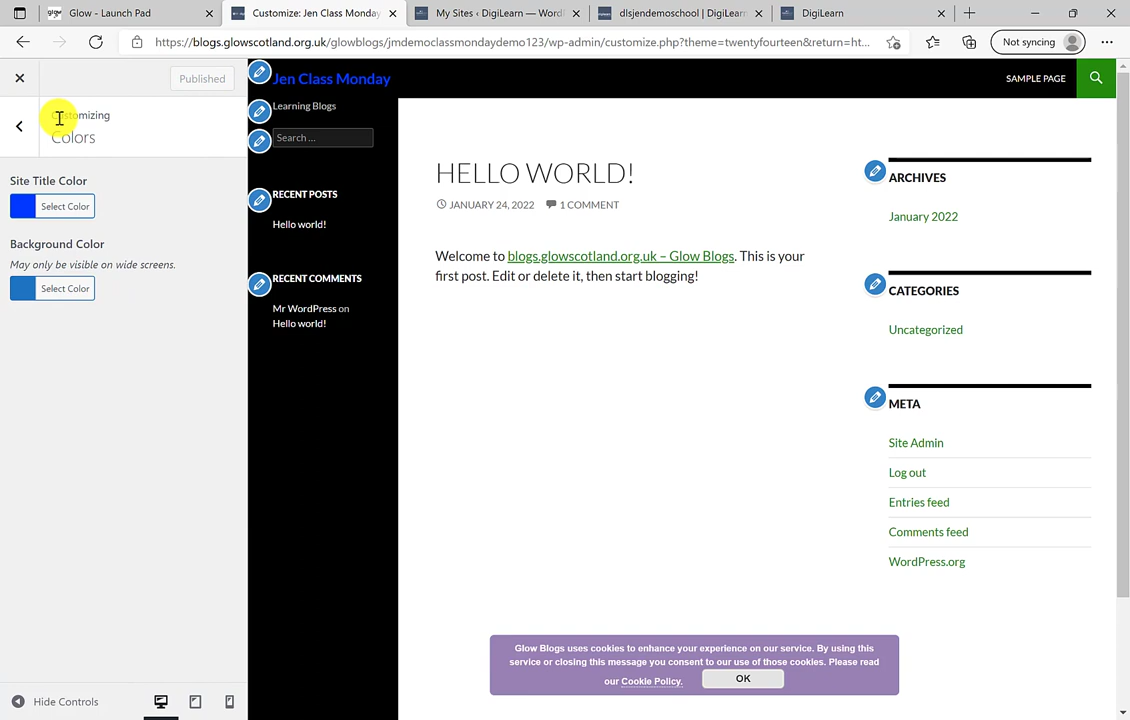 Glow - Launch Pad
Customize: Jen Class Monday
My Sites ‹ DigiLearn — Word
dlsjendemoschool | DigiLearn
DigiLearn
https://blogs.glowscotland.org.uk/glowblogs/jmdemoclassmondaydemo123/wp-admin/customize.php?theme=twentyfourteen&return=ht...
Not syncing
Published
Customizing
Colors
Site Title Color
Select Color
Background Color
May only be visible on wide screens.
Select Color
Hide Controls
Jen Class Monday
SAMPLE PAGE
Learning Blogs
Search ...
RECENT POSTS
Hello world!
RECENT COMMENTS
Mr WordPress on
Hello world!
HELLO WORLD!
JANUARY 24, 2022 1 COMMENT
Welcome to blogs.glowscotland.org.uk – Glow Blogs. This is your
first post. Edit or delete it, then start blogging!
ARCHIVES
January 2022
CATEGORIES
Uncategorized
META
Site Admin
Log out
Entries feed
Comments feed
WordPress.org
Glow Blogs uses cookies to enhance your experience on our service. By using this
service or closing this message you consent to our use of those cookies. Please read
our Cookie Policy. OK